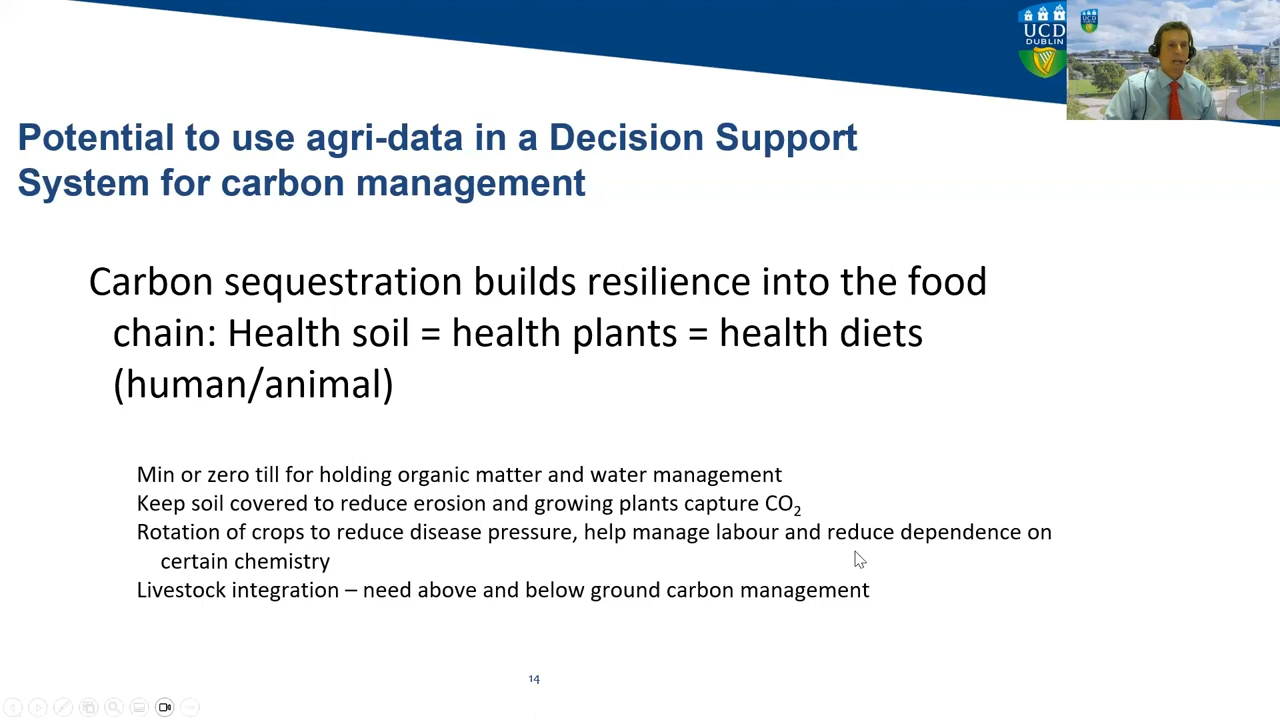 UCD
DUBLIN
Potential to use agri-data in a Decision Support
System for carbon management
Carbon sequestration builds resilience into the food
chain: Health soil = health plants = health diets
(human/animal)
Min or zero till for holding organic matter and water management
Keep soil covered to reduce erosion and growing plants capture CO₂
Rotation of crops to reduce disease pressure, help manage labour and reduce dependence on
certain chemistry
Livestock integration – need above and below ground carbon management
14